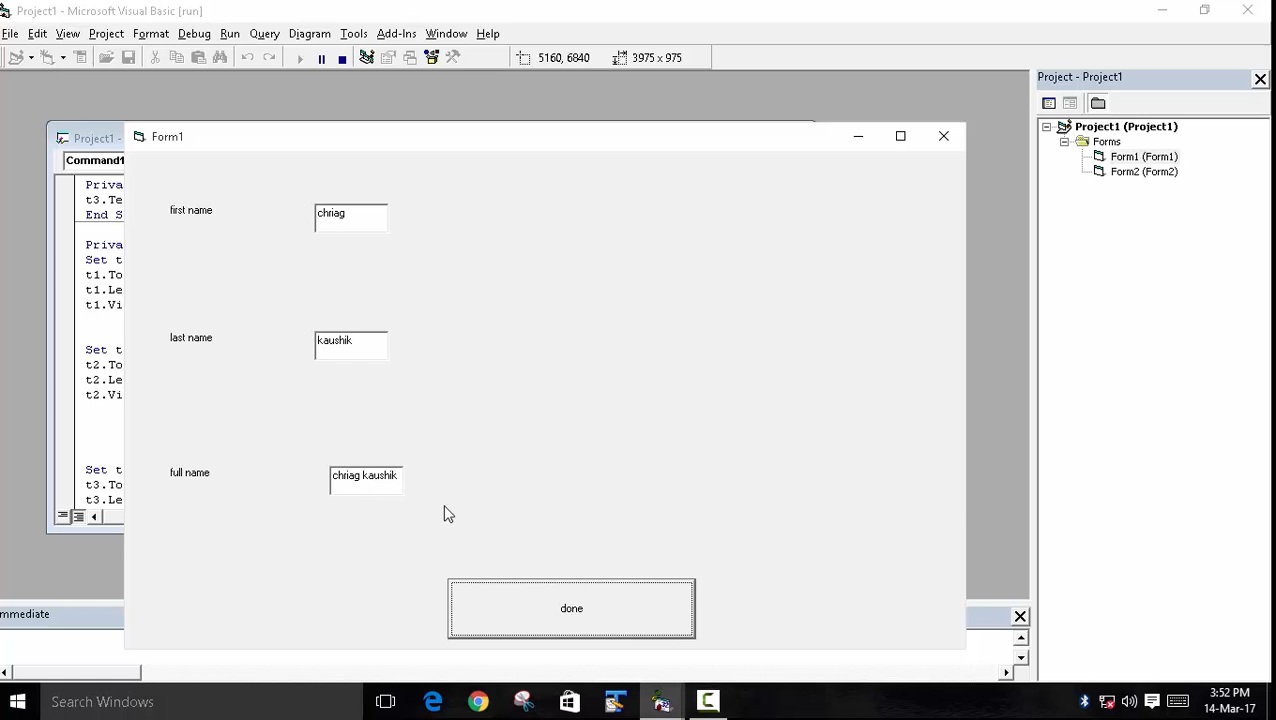 Project1 - Microsoft Visual Basic [run]
File Edit View Project Format Debug Run Query Diagram Tools Add-Ins Window Help
5160, 6840 3975 x 975
Project - Project1
Project1 -
Form1
Command1
Priva
t3.Te
End S
Priva
Set t
t1.To
t1.Le
t1.Vi
Set t
t2.To
t2.Le
t2.Vi
Set t
t3.To
t3.Le
first name chriag
last name kaushik
full name chriag kaushik
done
Project1 (Project1)
Forms
Form1 (Form1)
Form2 (Form2)
mmediate
Search Windows
3:52 PM
14-Mar-17